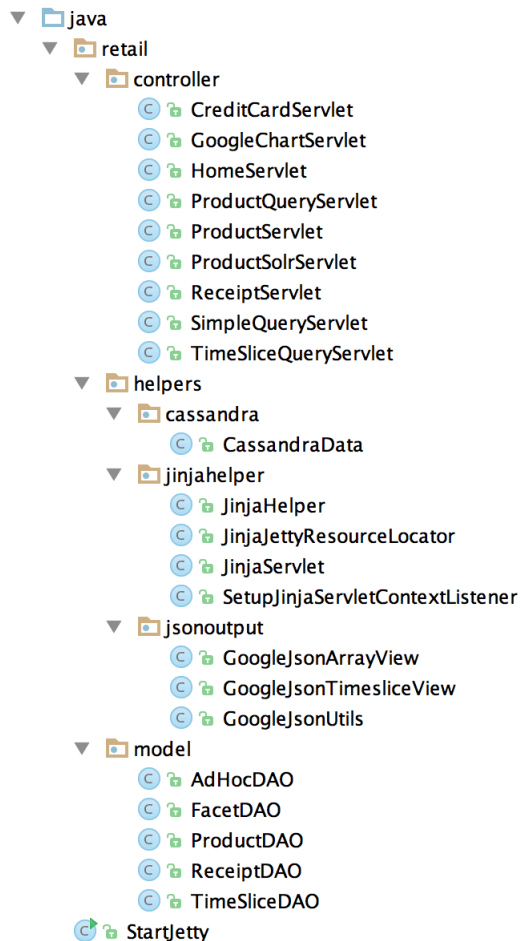 java
retail
controller
CreditCardServlet
GoogleChartServlet
HomeServlet
ProductQueryServlet
ProductServlet
ProductSolrServlet
ReceiptServlet
SimpleQueryServlet
TimeSliceQueryServlet
helpers
cassandra
CassandraData
jinjahelper
JinjaHelper
JinjaJettyResourceLocator
JinjaServlet
SetupJinjaServletContextListener
jsonoutput
GoogleJsonArrayView
GoogleJsonTimesliceView
GoogleJsonUtils
model
AdHocDAO
FacetDAO
ProductDAO
ReceiptDAO
TimeSliceDAO
StartJetty